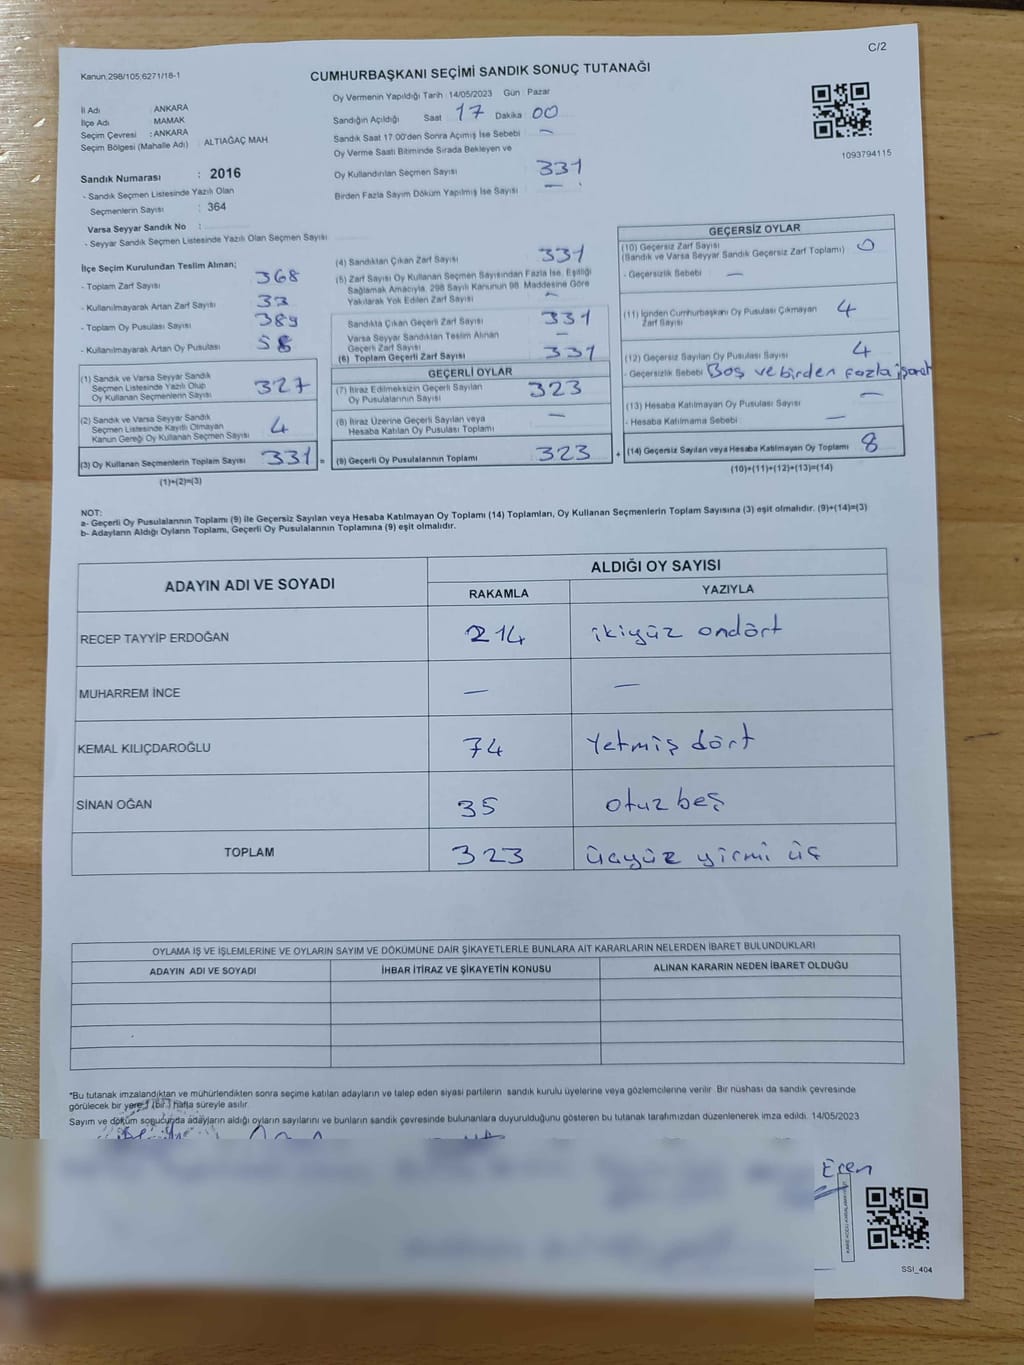 C/2
Kanun:298/105;6271/18-1
CUMHURBAŞKANI SEÇİMİ SANDIK SONUÇ TUTANAĞI
İl Adı : ANKARA
İlçe Adı : MAMAK
Seçim Çevresi : ANKARA
Seçim Bölgesi (Mahalle Adı) : ALTIAĞAÇ MAH
Sandık Numarası : 2016
- Sandık Seçmen Listesinde Yazılı Olan
Seçmenlerin Sayısı : 364
Varsa Seyyar Sandık No :
- Seyyar Sandık Seçmen Listesinde Yazılı Olan Seçmen Sayısı
Oy Vermenin Yapıldığı Tarih : 14/05/2023 Gün : Pazar
Sandığın Açıldığı Saat 17 Dakika 00
Sandık Saat 17:00'den Sonra Açımış İse Sebebi —
Oy Verme Saati Bitiminde Sırada Bekleyen ve
Oy Kullandırılan Seçmen Sayısı 331
Birden Fazla Sayım Döküm Yapılmış İse Sayısı —
1093794115
İlçe Seçim Kurulundan Teslim Alınan;
- Toplam Zarf Sayısı 368
- Kullanılmayarak Artan Zarf Sayısı
- Toplam Oy Pusulası Sayısı 389
- Kullanılmayarak Artan Oy Pusulası 58
(1) Sandık ve Varsa Seyyar Sandık
Seçmen Listesinde Yazılı Olup
Oy Kullanan Seçmenlerin Sayısı 327
(2) Sandık ve Varsa Seyyar Sandık
Seçmen Listesinde Kayıtlı Olmayan
Kanun Gereği Oy Kullanan Seçmen Sayısı 4
(3) Oy Kullanan Seçmenlerin Toplam Sayısı 331 =
(1)+(2)=(3)
(4) Sandıktan Çıkan Zarf Sayısı 331
(5) Zarf Sayısı Oy Kullanan Seçmen Sayısından Fazla İse, Eşitliği
Sağlamak Amacıyla, 298 Sayılı Kanunun 98. Maddesine Göre
Yakılarak Yok Edilen Zarf Sayısı —
Sandıkta Çıkan Geçerli Zarf Sayısı 331
Varsa Seyyar Sandıktan Teslim Alınan
Geçerli Zarf Sayısı —
(6) Toplam Geçerli Zarf Sayısı 331
GEÇERLİ OYLAR
(7) İtiraz Edilmeksizin Geçerli Sayılan
Oy Pusulalarının Sayısı 323
(8) İtiraz Üzerine Geçerli Sayılan veya
Hesaba Katılan Oy Pusulası Toplamı —
(9) Geçerli Oy Pusulalarının Toplamı 323 +
GEÇERSİZ OYLAR
(10) Geçersiz Zarf Sayısı 0
(Sandık ve Varsa Seyyar Sandık Geçersiz Zarf Toplamı)
- Geçersizlik Sebebi —
(11) İçinden Cumhurbaşkanı Oy Pusulası Çıkmayan
Zarf Sayısı 4
(12) Geçersiz Sayılan Oy Pusulası Sayısı 4
- Geçersizlik Sebebi Boş ve birden fazla işaret
(13) Hesaba Katılmayan Oy Pusulası Sayısı —
- Hesaba Katılmama Sebebi —
(14) Geçersiz Sayılan veya Hesaba Katılmayan Oy Toplamı 8
(10)+(11)+(12)+(13)=(14)
NOT:
a- Geçerli Oy Pusulalarının Toplamı (9) ile Geçersiz Sayılan veya Hesaba Katılmayan Oy Toplamı (14) Toplamları, Oy Kullanan Seçmenlerin Toplam Sayısına (3) eşit olmalıdır. (9)+(14)=(3)
b- Adayların Aldığı Oyların Toplamı, Geçerli Oy Pusulalarının Toplamına (9) eşit olmalıdır.
ADAYIN ADI VE SOYADI ALDIĞI OY SAYISI
RAKAMLA YAZIYLA
RECEP TAYYİP ERDOĞAN 214 ikiyüz ondört
MUHARREM İNCE — —
KEMAL KILIÇDAROĞLU 74 Yetmiş dört
SİNAN OĞAN 35 otuz beş
TOPLAM 323 üçyüz yirmi üç
OYLAMA İŞ VE İŞLEMLERİNE VE OYLARIN SAYIM VE DÖKÜMÜNE DAİR ŞİKAYETLERLE BUNLARA AİT KARARLARIN NELERDEN İBARET BULUNDUKLARI
ADAYIN ADI VE SOYADI İHBAR İTİRAZ VE ŞİKAYETİN KONUSU ALINAN KARARIN NEDEN İBARET OLDUĞU
*Bu tutanak imzalandıktan ve mühürlendikten sonra seçime katılan adayların ve talep eden siyasi partilerin sandık kurulu üyelerine veya gözlemcilerine verilir. Bir nüshası da sandık çevresinde
görülecek bir yere 1 (bir) hafta süreyle asılır.
Sayım ve döküm sonucunda adayların aldığı oyların sayılarını ve bunların sandık çevresinde bulunanlara duyurulduğunu gösteren bu tutanak tarafımızdan düzenlenerek imza edildi. 14/05/2023
Eren
SSI_404